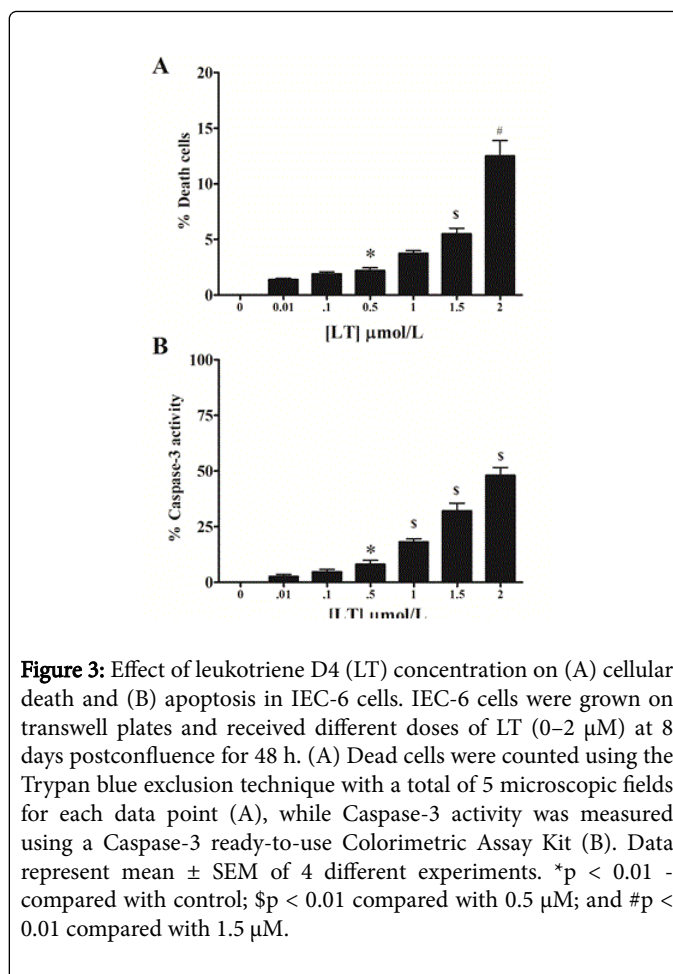 A
20
15
10
5
0
% Death cells
*
$
#
0 0.01 .1 0.5 1 1.5 2
[LT] µmol/L
B
100
75
50
25
0
% Caspase-3 activity
*
$
$
$
0 .01 .1 .5 1 1.5 2
[LT] µmol/L
Figure 3: Effect of leukotriene D4 (LT) concentration on (A) cellular
death and (B) apoptosis in IEC-6 cells. IEC-6 cells were grown on
transwell plates and received different doses of LT (0–2 µM) at 8
days postconfluence for 48 h. (A) Dead cells were counted using the
Trypan blue exclusion technique with a total of 5 microscopic fields
for each data point (A), while Caspase-3 activity was measured
using a Caspase-3 ready-to-use Colorimetric Assay Kit (B). Data
represent mean ± SEM of 4 different experiments. *p < 0.01 -
compared with control; $p < 0.01 compared with 0.5 µM; and #p <
0.01 compared with 1.5 µM.